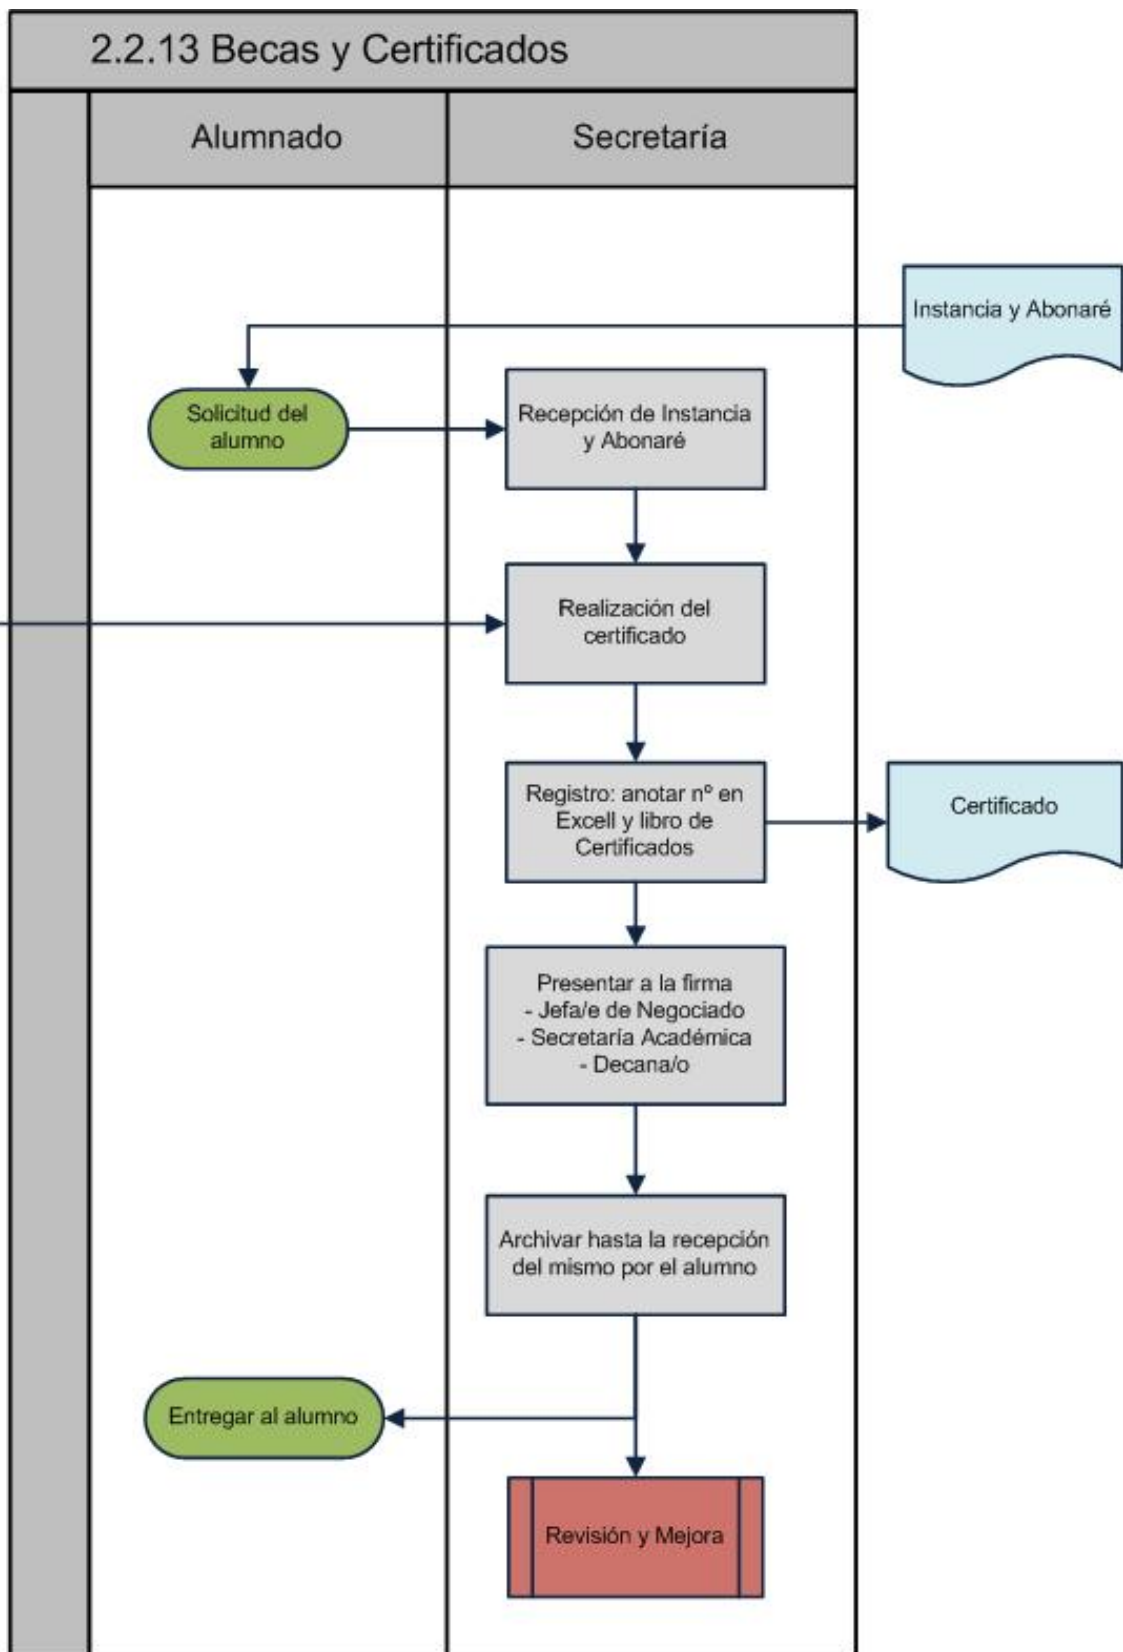 2.2.13 Becas y Certificados
Alumnado
Secretaría
Instancia y Abonaré
Solicitud del
alumno
Recepción de Instancia
y Abonaré
Realización del
certificado
Registro: anotar nº en
Excell y libro de
Certificados
Certificado
Presentar a la firma
- Jefa/e de Negociado
- Secretaría Académica
- Decana/o
Archivar hasta la recepción
del mismo por el alumno
Entregar al alumno
Revisión y Mejora